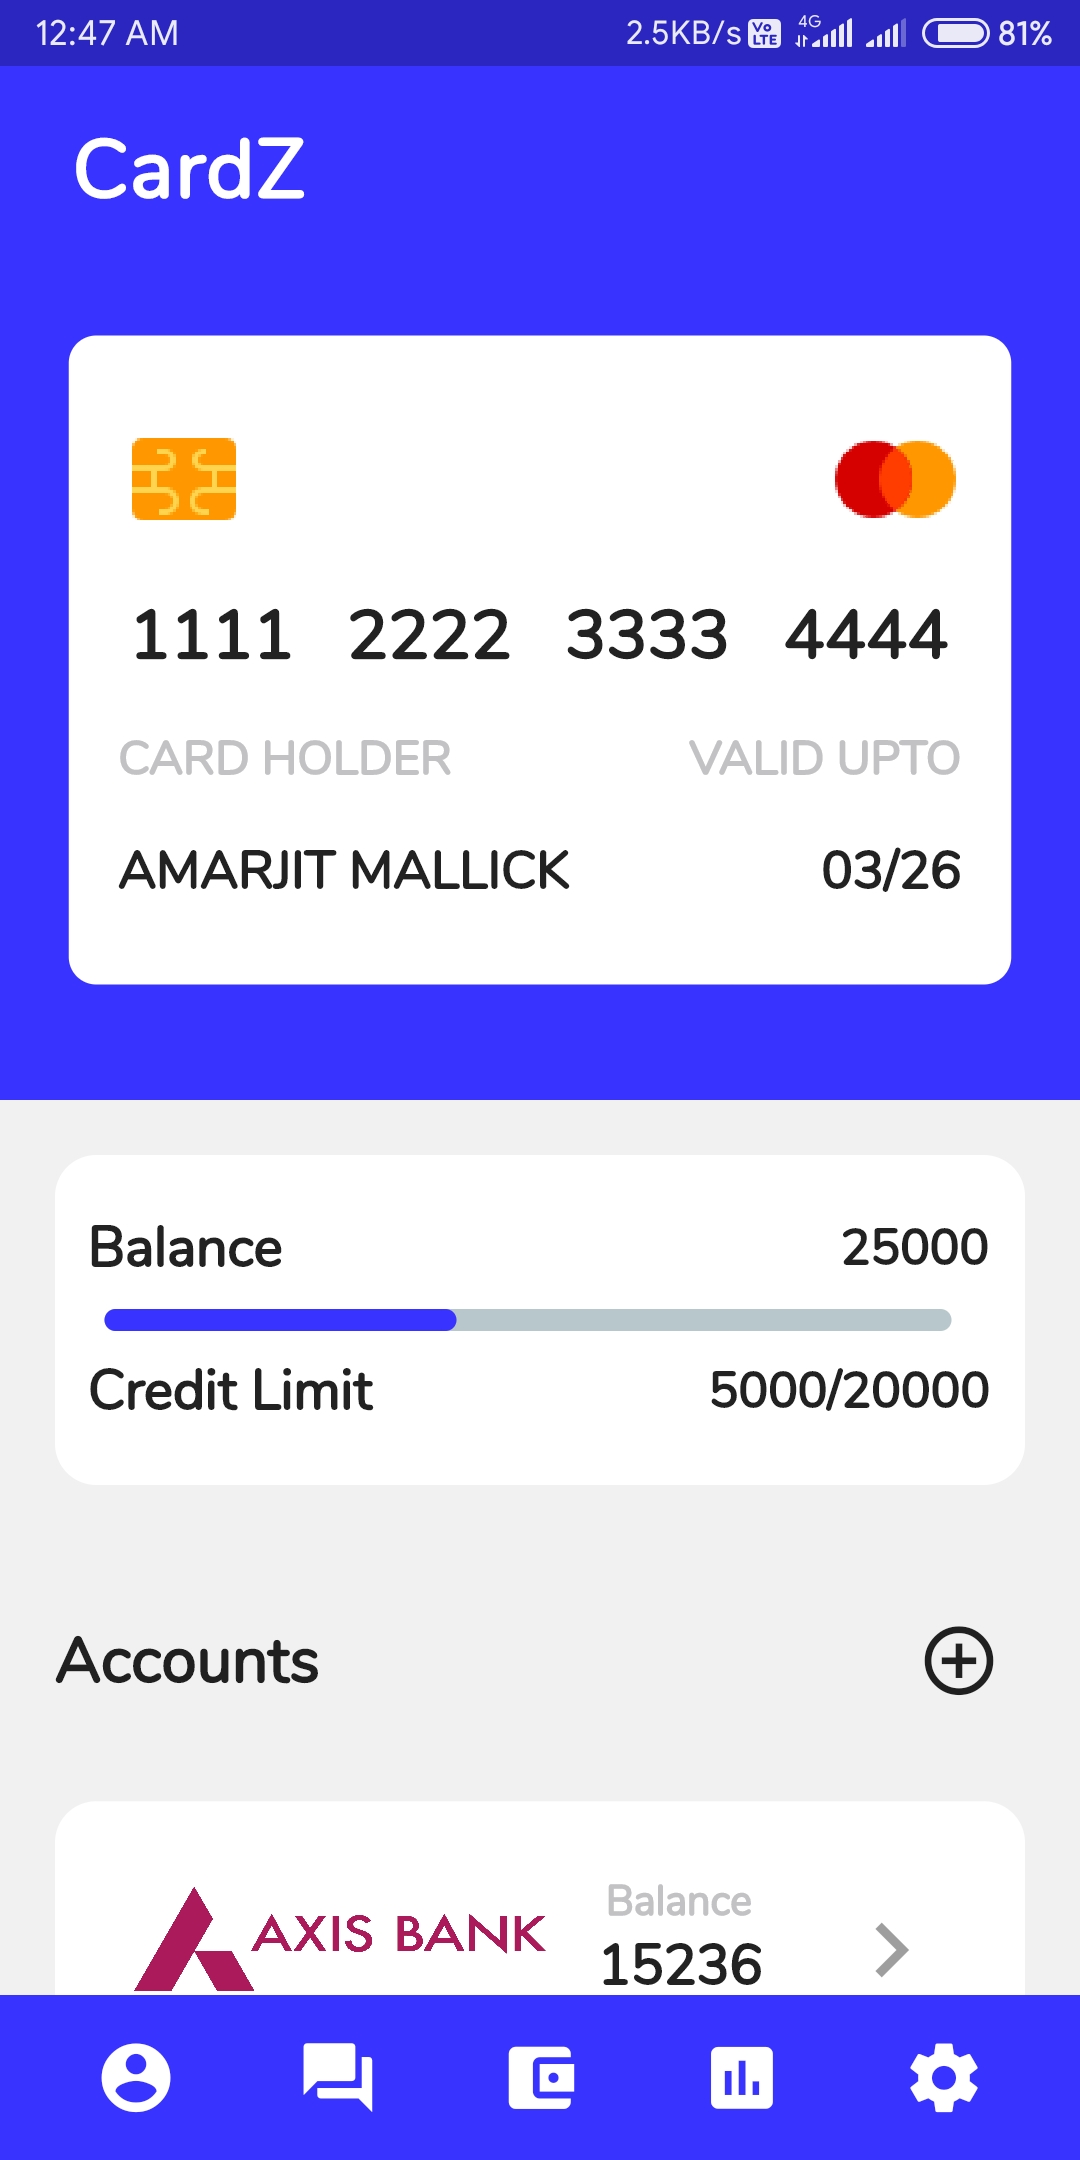 12:47 AM 2.5KB/s Vo LTE 4G 81%
CardZ
1111 2222 3333 4444
CARD HOLDER VALID UPTO
AMARJIT MALLICK 03/26
Balance 25000
Credit Limit 5000/20000
Accounts
AXIS BANK Balance
15236